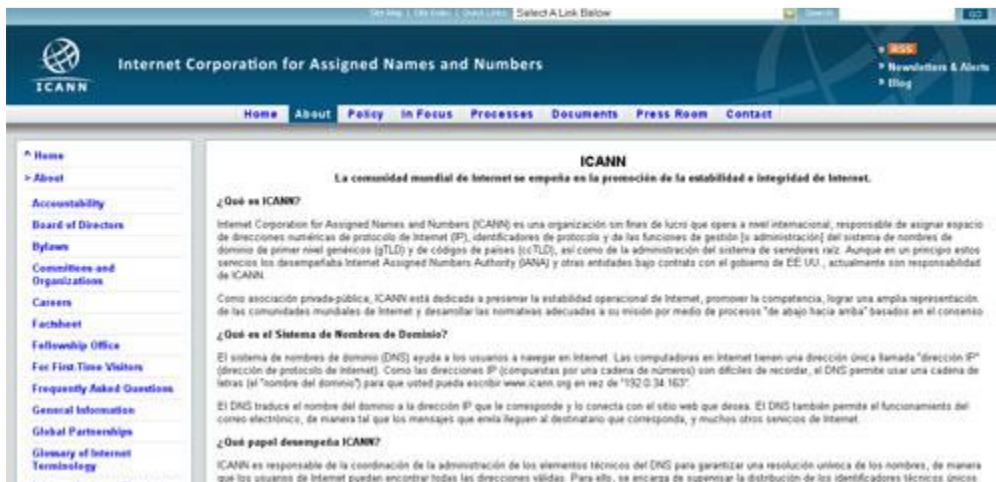 Site Map | Site Index | Quick Links Select A Link Below Search GO
ICANN
Internet Corporation for Assigned Names and Numbers
RSS
Newsletters & Alerts
Blog
Home About Policy In Focus Processes Documents Press Room Contact
^ Home
> About
Accountability
Board of Directors
Bylaws
Committees and
Organizations
Careers
Factsheet
Fellowship Office
For First Time Visitors
Frequently Asked Questions
General Information
Global Partnerships
Glossary of Internet
Terminology
ICANN
La comunidad mundial de Internet se empeña en la promoción de la estabilidad e integridad de Internet.
¿Qué es ICANN?
Internet Corporation for Assigned Names and Numbers (ICANN) es una organización sin fines de lucro que opera a nivel internacional, responsable de asignar espacio
de direcciones numéricas de protocolo de Internet (IP), identificadores de protocolo y de las funciones de gestión [o administración] del sistema de nombres de
dominio de primer nivel genéricos (gTLD) y de códigos de países (ccTLD), así como de la administración del sistema de servidores raíz. Aunque en un principio estos
servicios los desempeñaba Internet Assigned Numbers Authority (IANA) y otras entidades bajo contrato con el gobierno de EE.UU., actualmente son responsabilidad
de ICANN.
Como asociación privada-pública, ICANN está dedicada a preservar la estabilidad operacional de Internet, promover la competencia, lograr una amplia representación
de las comunidades mundiales de Internet y desarrollar las normativas adecuadas a su misión por medio de procesos "de abajo hacia arriba" basados en el consenso
¿Qué es el Sistema de Nombres de Dominio?
El sistema de nombres de dominio (DNS) ayuda a los usuarios a navegar en Internet. Las computadoras en Internet tienen una dirección única llamada "dirección IP"
(dirección de protocolo de Internet). Como las direcciones IP (compuestas por una cadena de números) son difíciles de recordar, el DNS permite usar una cadena de
letras (el "nombre del dominio") para que usted pueda escribir www.icann.org en vez de "192.0.34.163".
El DNS traduce el nombre del dominio a la dirección IP que le corresponde y lo conecta con el sitio web que desea. El DNS también permite el funcionamiento del
correo electrónico, de manera tal que los mensajes que envía lleguen al destinatario que corresponda, y muchos otros servicios de Internet.
¿Qué papel desempeña ICANN?
ICANN es responsable de la coordinación de la administración de los elementos técnicos del DNS para garantizar una resolución unívoca de los nombres, de manera
que los usuarios de Internet puedan encontrar todas las direcciones válidas. Para ello, se encarga de supervisar la distribución de los identificadores técnicos únicos